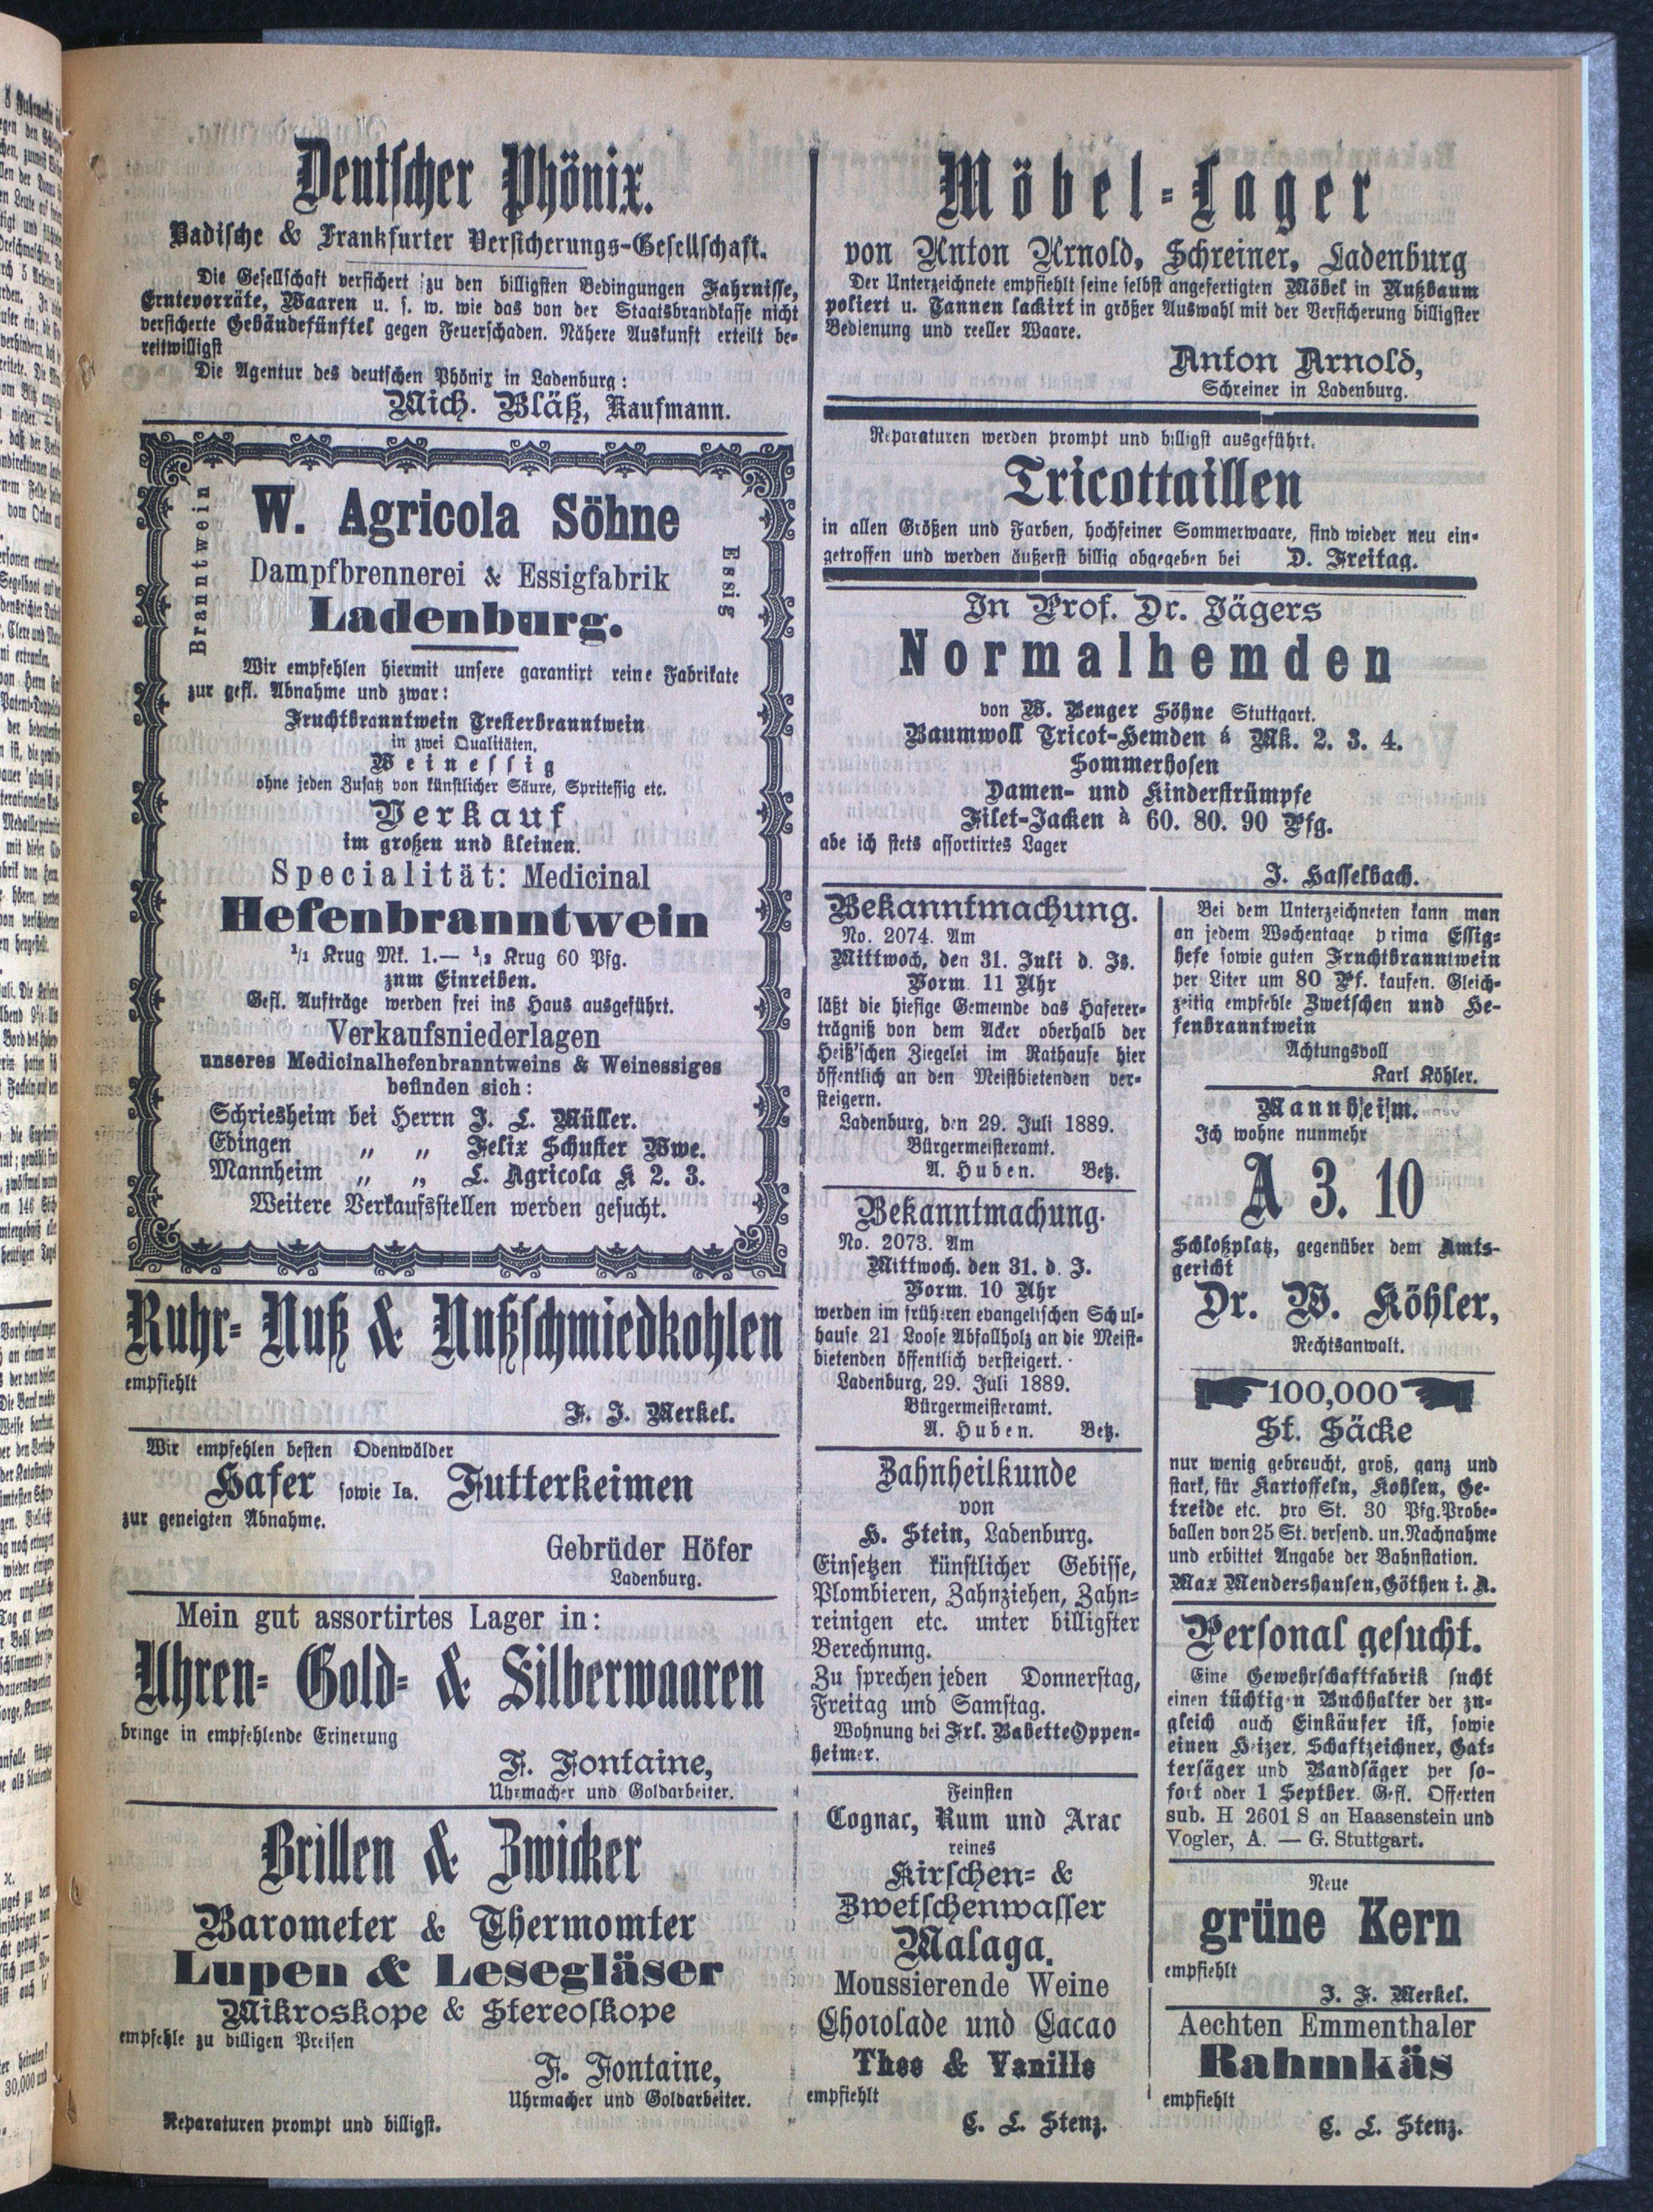 Deutscher Phönix.
Badische & Frankfurter Versicherungs-Gesellschaft.
Die Gesellschaft versichert zu den billigsten Bedingungen Fahrnisse,
Erntevorräte, Waaren u. s. w. wie das von der Staatsbrandkasse nicht
versicherte Gebäudefünftel gegen Feuerschaden. Nähere Auskunft erteilt be-
reitwilligst
Die Agentur des deutschen Phönix in Ladenburg:
Mich. Bläß, Kaufmann.
Branntwein
Essig
W. Agricola Söhne
Dampfbrennerei & Essigfabrik
Ladenburg.
Wir empfehlen hiermit unsere garantirt reine Fabrikate
zur gefl. Abnahme und zwar:
Fruchtbranntwein Tresterbranntwein
in zwei Qualitäten.
Weinessig
ohne jeden Zusatz von künstlicher Säure, Spritessig etc.
Verkauf
im großen und kleinen.
Specialität: Medicinal
Hefenbranntwein
1/1 Krug Mk. 1.— 1/2 Krug 60 Pfg.
zum Einreiben.
Gefl. Aufträge werden frei ins Haus ausgeführt.
Verkaufsniederlagen
unseres Medicinalhefenbranntweins & Weinessiges
befinden sich:
Schriesheim bei Herrn J. L. Müller.
Edingen „ „ Felix Schuster Wwe.
Mannheim „ „ L. Agricola K 2. 3.
Weitere Verkaufsstellen werden gesucht.
Ruhr- Nuß & Nußschmiedkohlen
empfiehlt
F. J. Merkel.
Wir empfehlen besten Odenwälder
Hafer sowie Ia. Futterkeimen
zur geneigten Abnahme.
Gebrüder Höfer
Ladenburg.
Mein gut assortirtes Lager in:
Uhren- Gold- & Silberwaaren
bringe in empfehlende Erinerung
F. Fontaine,
Uhrmacher und Goldarbeiter.
Brillen & Zwicker
Barometer & Thermomter
Lupen & Lesegläser
Mikroskope & Stereoskope
empfehle zu billigen Preisen
F. Fontaine,
Uhrmacher und Goldarbeiter.
Reparaturen prompt und billigst.
Möbel-Lager
von Anton Arnold, Schreiner, Ladenburg
Der Unterzeichnete empfiehlt seine selbst angefertigten Möbel in Nußbaum
poliert u. Tannen lackirt in größer Auswahl mit der Versicherung billigster
Bedienung und reeller Waare.
Anton Arnold,
Schreiner in Ladenburg.
Reparaturen werden prompt und billigst ausgeführt.
Tricottaillen
in allen Größen und Farben, hochfeiner Sommerwaare, sind wieder neu ein-
getroffen und werden äußerst billig abgegeben bei D. Freitag.
In Prof. Dr. Jägers
Normalhemden
von W. Benger Söhne Stuttgart.
Baumwoll Tricot-Hemden á Mk. 2. 3. 4.
Sommerhosen
Damen- und Kinderstrümpfe
Filet-Jacken à 60. 80. 90 Pfg.
abe ich stets assortirtes Lager
J. Hasselbach.
Bekanntmachung.
No. 2074. Am
Mittwoch, den 31. Juli d. Js.
Vorm. 11 Uhr
läßt die hiesige Gemeinde das Haferer-
trägniß von dem Acker oberhalb der
Heiß'schen Ziegelei im Rathause hier
öffentlich an den Meistbietenden ver-
steigern.
Ladenburg, den 29. Juli 1889.
Bürgermeisteramt.
A. Huben. Betz.
Bekanntmachung.
No. 2073. Am
Mittwoch. den 31. d. J.
Vorm. 10 Uhr
werden im früheren evangelischen Schul-
hause 21 Loose Abfallholz an die Meist-
bietenden öffentlich versteigert.
Ladenburg, 29. Juli 1889.
Bürgermeisteramt.
A. Huben. Betz.
Zahnheilkunde
von
H. Stein, Ladenburg.
Einsetzen künstlicher Gebisse,
Plombieren, Zahnziehen, Zahn-
reinigen etc. unter billigster
Berechnung.
Zu sprechen jeden Donnerstag,
Freitag und Samstag.
Wohnung bei Frl. Babette Oppen-
heimer.
Feinsten
Cognac, Rum und Arac
reines
Kirschen- &
Zwetschenwasser
Malaga.
Moussierende Weine
Chocolade und Cacao
Thee & Vanille
empfiehlt
C. L. Stenz.
Bei dem Unterzeichneten kann man
an jedem Wochentage prima Essig-
hefe sowie guten Fruchtbranntwein
per Liter um 80 Pf. kaufen. Gleich-
zeitig empfehle Zwetschen und He-
fenbranntwein
Achtungsvoll
Karl Köhler.
Mannheim.
Ich wohne nunmehr
A 3. 10
Schloßplatz, gegenüber dem Amts-
gericht
Dr. W. Köhler,
Rechtsanwalt.
100,000
St. Säcke
nur wenig gebraucht, groß, ganz und
stark, für Kartoffeln, Kohlen, Ge-
treide etc. pro St. 30 Pfg. Probe-
ballen von 25 St. versend. un. Nachnahme
und erbittet Angabe der Bahnstation.
Max Mendershausen, Göthen i. A.
Personal gesucht.
Eine Gewehrschaftfabrik sucht
einen tüchtigen Buchhalter der zu-
gleich auch Einkäufer ist, sowie
einen Heizer, Schaftzeichner, Gat-
tersäger und Bandsäger per so-
fort oder 1 Septber. Gefl. Offerten
sub. H 2601 S an Haasenstein und
Vogler, A. — G. Stuttgart.
Neue
grüne Kern
empfiehlt
J. F. Merkel.
Aechten Emmenthaler
Rahmkäs
empfiehlt
C. L. Stenz.